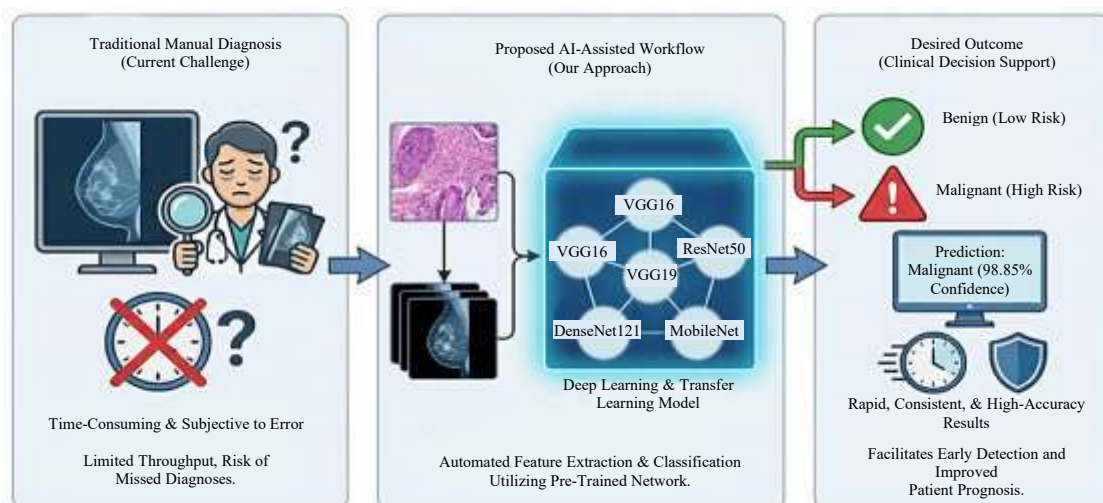 Traditional Manual Diagnosis
(Current Challenge)
?
?
Time-Consuming & Subjective to Error
Limited Throughput, Risk of
Missed Diagnoses.
Proposed AI-Assisted Workflow
(Our Approach)
VGG16
VGG16
ResNet50
VGG19
DenseNet121
MobileNet
Deep Learning & Transfer
Learning Model
Automated Feature Extraction & Classification
Utilizing Pre-Trained Network.
Desired Outcome
(Clinical Decision Support)
Benign (Low Risk)
!
Malignant (High Risk)
Prediction:
Malignant (98.85%
Confidence)
Rapid, Consistent, & High-Accuracy
Results
Facilitates Early Detection and
Improved
Patient Prognosis.